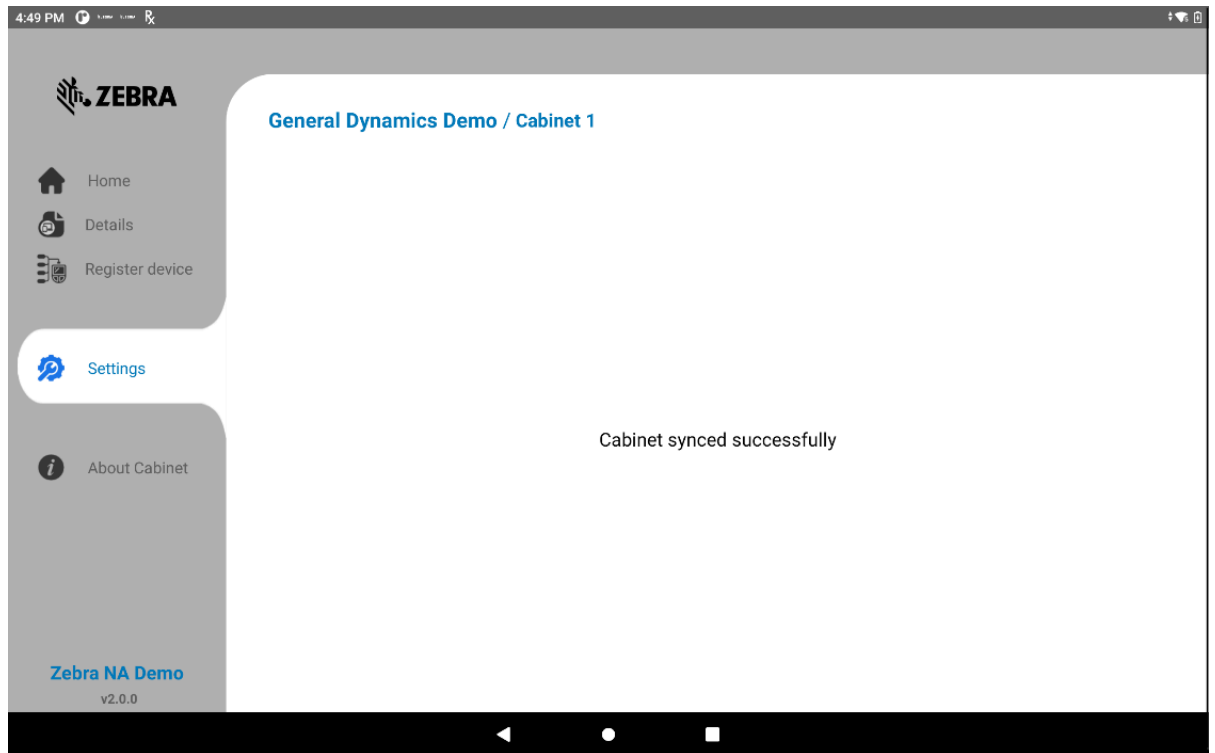 4:49 PM
ZEBRA
General Dynamics Demo / Cabinet 1
Home
Details
Register device
Settings
Cabinet synced successfully
About Cabinet
Zebra NA Demo
v2.0.0